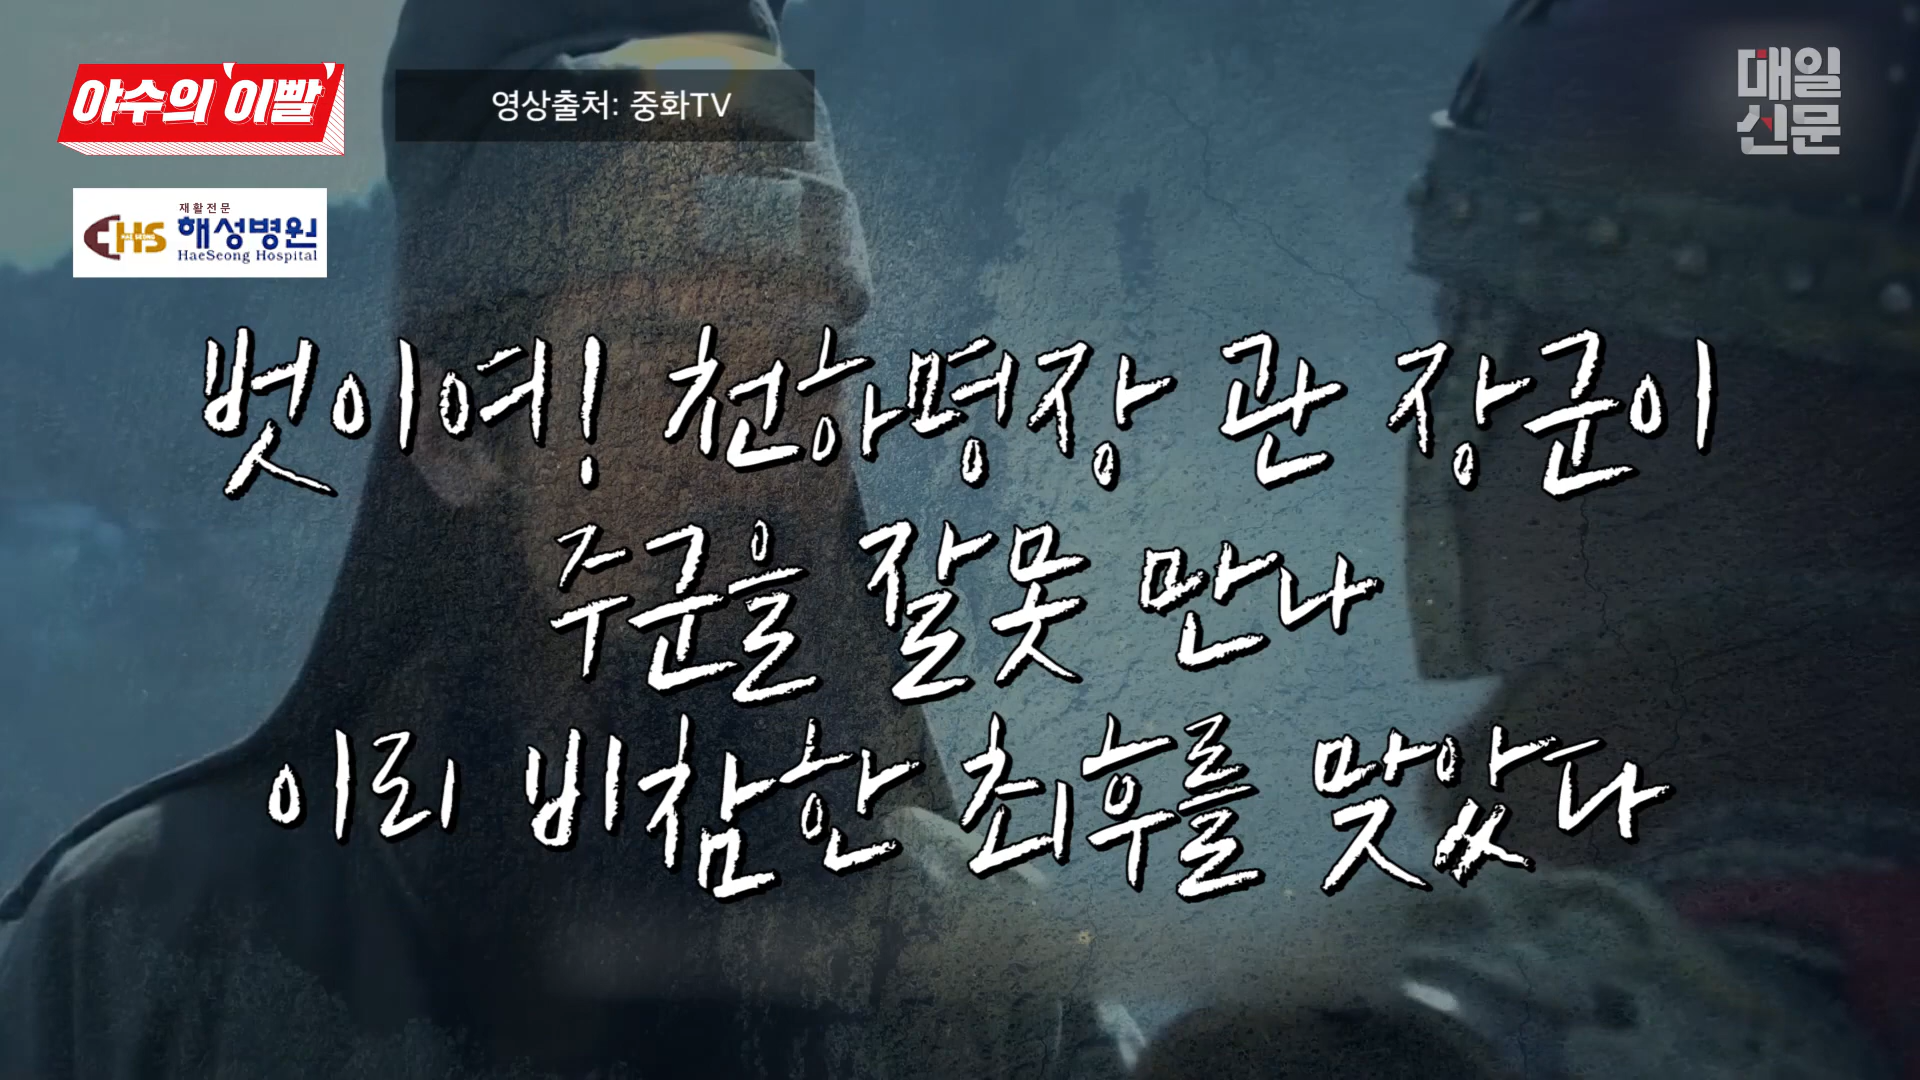 야수의 '이빨'
영상출처: 중화TV
매일
신문
재활전문
CHS 해성병원
HaeSeong Hospital
벗이여! 천하명장 관 장군이
주군을 잘못 만나
이리 비참한 최후를 맞았다